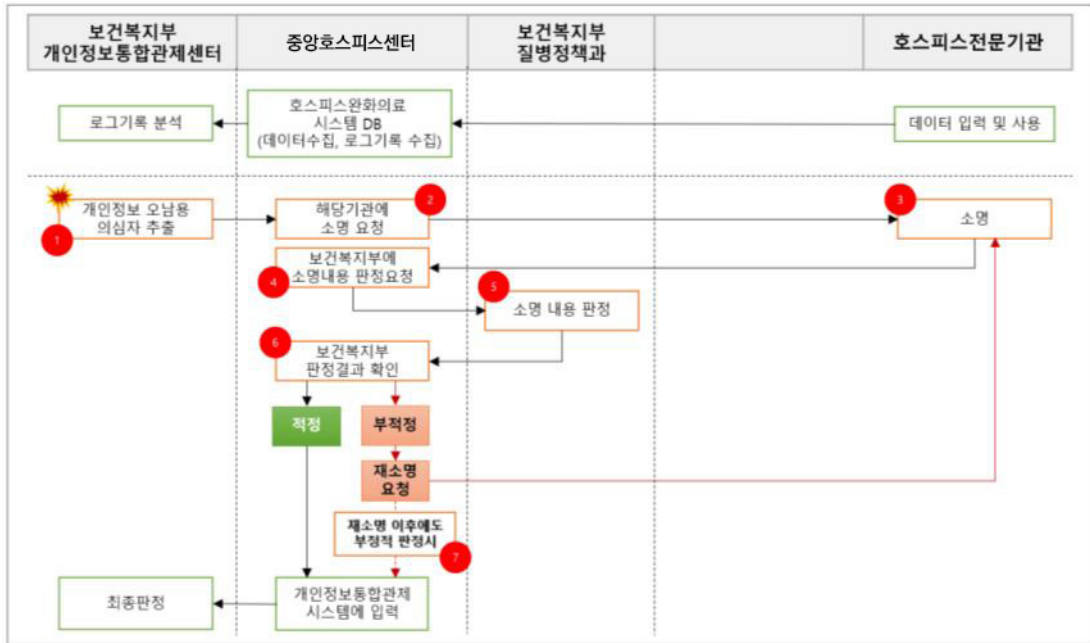 보건복지부
개인정보통합관제센터
중앙호스피스센터
보건복지부
질병정책과
호스피스전문기관
로그기록 분석
호스피스완화의료
시스템 DB
(데이터수집, 로그기록 수집)
데이터 입력 및 사용
개인정보 오남용
의심자 추출
1
해당기관에
소명 요청
2
소명
3
보건복지부에
소명내용 판정요청
4
소명 내용 판정
5
보건복지부
판정결과 확인
6
적정
부적정
재소명
요청
재소명 이후에도
부정적 판정시
7
최종판정
개인정보통합관제
시스템에 입력